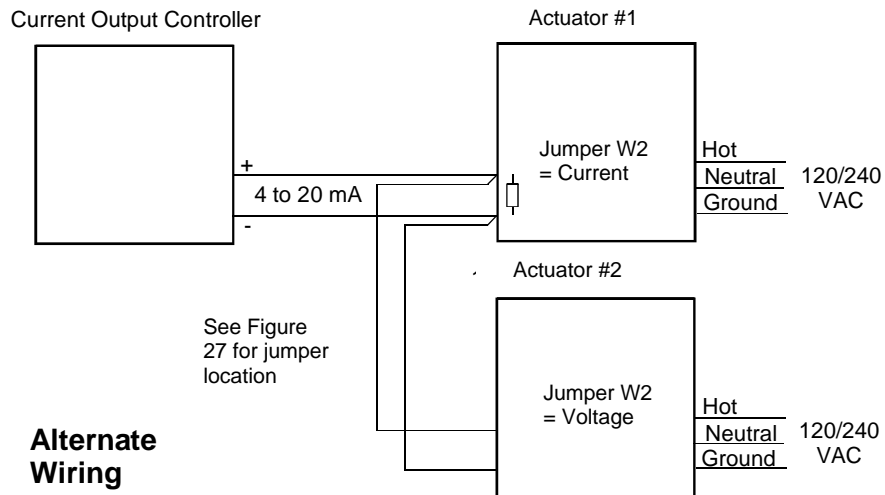 Current Output Controller
Actuator #1
+
4 to 20 mA
-
Jumper W2
= Current
Hot
Neutral
Ground
120/240
VAC
Actuator #2
See Figure
27 for jumper
location
Jumper W2
= Voltage
Hot
Neutral
Ground
120/240
VAC
Alternate
Wiring